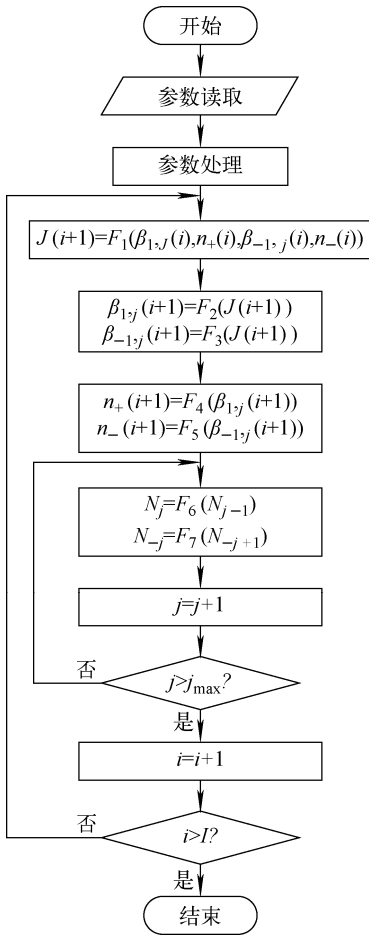 开始
参数读取
参数处理
J(i+1)=F₁(β₁,J(i),n₊(i),β₋₁,j(i),n₋(i))
β₁,j(i+1)=F₂(J(i+1))
β₋₁,j(i+1)=F₃(J(i+1))
n₊(i+1)=F₄(β₁,j(i+1))
n₋(i+1)=F₅(β₋₁,j(i+1))
Nⱼ=F₆(Nⱼ₋₁)
N₋ⱼ=F₇(N₋ⱼ₊₁)
j=j+1
否
j>jmax?
是
i=i+1
否
i>I?
是
结束